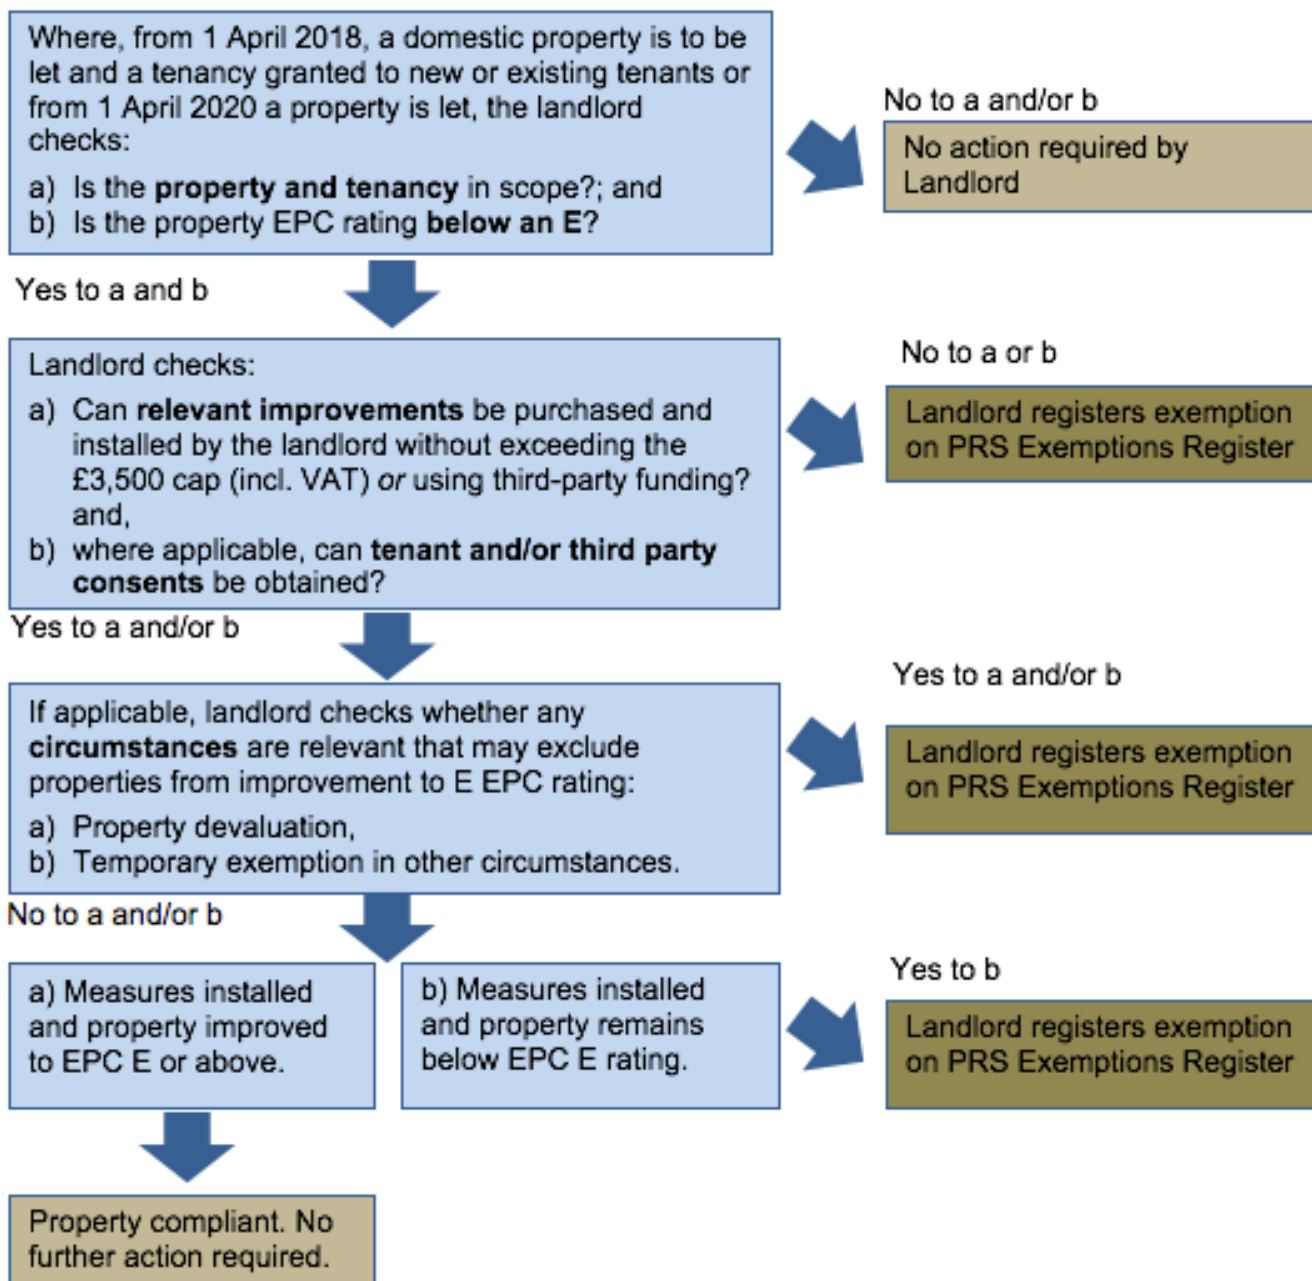 Where, from 1 April 2018, a domestic property is to be
let and a tenancy granted to new or existing tenants or
from 1 April 2020 a property is let, the landlord
checks:
a) Is the property and tenancy in scope?; and
b) Is the property EPC rating below an E?
No to a and/or b
No action required by
Landlord
Yes to a and b
Landlord checks:
a) Can relevant improvements be purchased and
installed by the landlord without exceeding the
£3,500 cap (incl. VAT) or using third-party funding?
and,
b) where applicable, can tenant and/or third party
consents be obtained?
No to a or b
Landlord registers exemption
on PRS Exemptions Register
Yes to a and/or b
If applicable, landlord checks whether any
circumstances are relevant that may exclude
properties from improvement to E EPC rating:
a) Property devaluation,
b) Temporary exemption in other circumstances.
Yes to a and/or b
Landlord registers exemption
on PRS Exemptions Register
No to a and/or b
a) Measures installed
and property improved
to EPC E or above.
b) Measures installed
and property remains
below EPC E rating.
Yes to b
Landlord registers exemption
on PRS Exemptions Register
Property compliant. No
further action required.